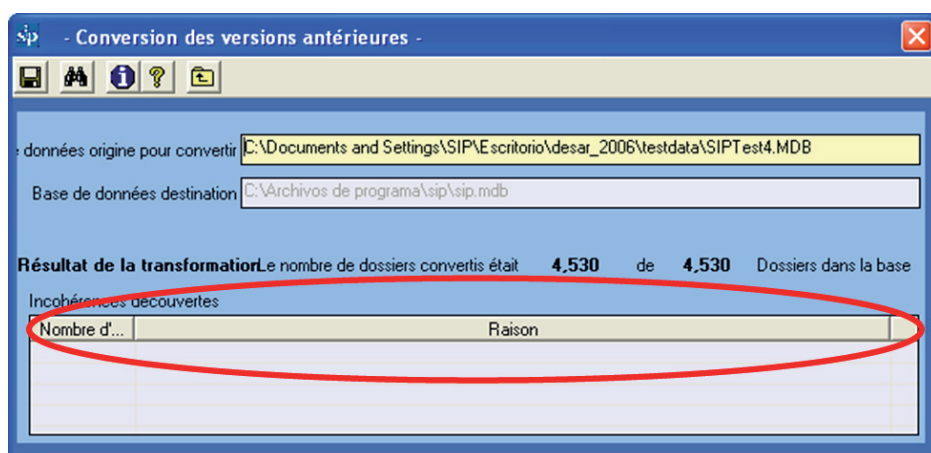 sip - Conversion des versions antérieures -
données origine pour convertir C:\Documents and Settings\SIP\Escritorio\desar_2006\testdata\SIPTest4.MDB
Base de données destination C:\Archivos de programa\sip\sip.mdb
Résultat de la transformation Le nombre de dossiers convertis était 4,530 de 4,530 Dossiers dans la base
Incohérences découvertes
Nombre d'... Raison